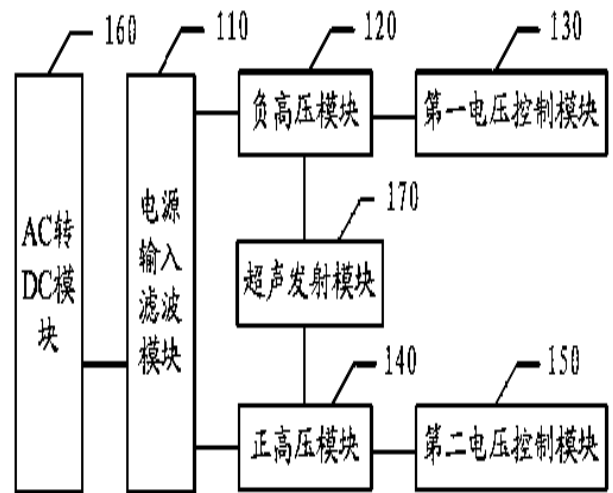 160
110
120
130
负高压模块
第一电压控制模块
170
AC转
DC模
块
电源
输入
滤波
模块
超声发射模块
140
150
正高压模块
第二电压控制模块